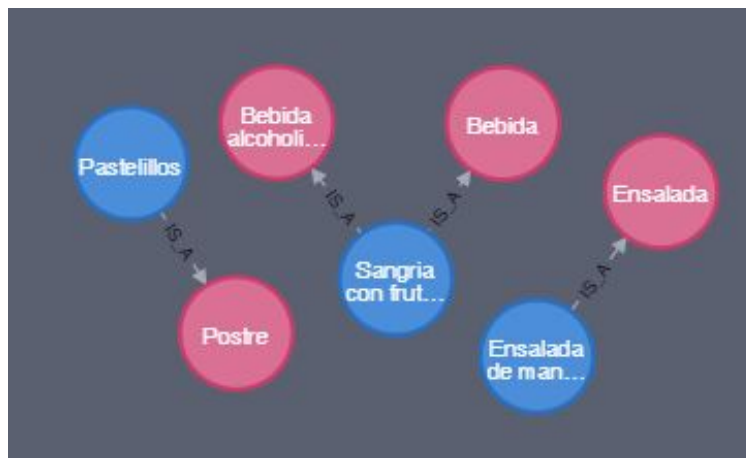 Pastelillos
IS_A
Postre
Bebida
alcoholi...
IS_A
Sangria
con frut...
IS_A
Bebida
Ensalada
de man...
IS_A
Ensalada